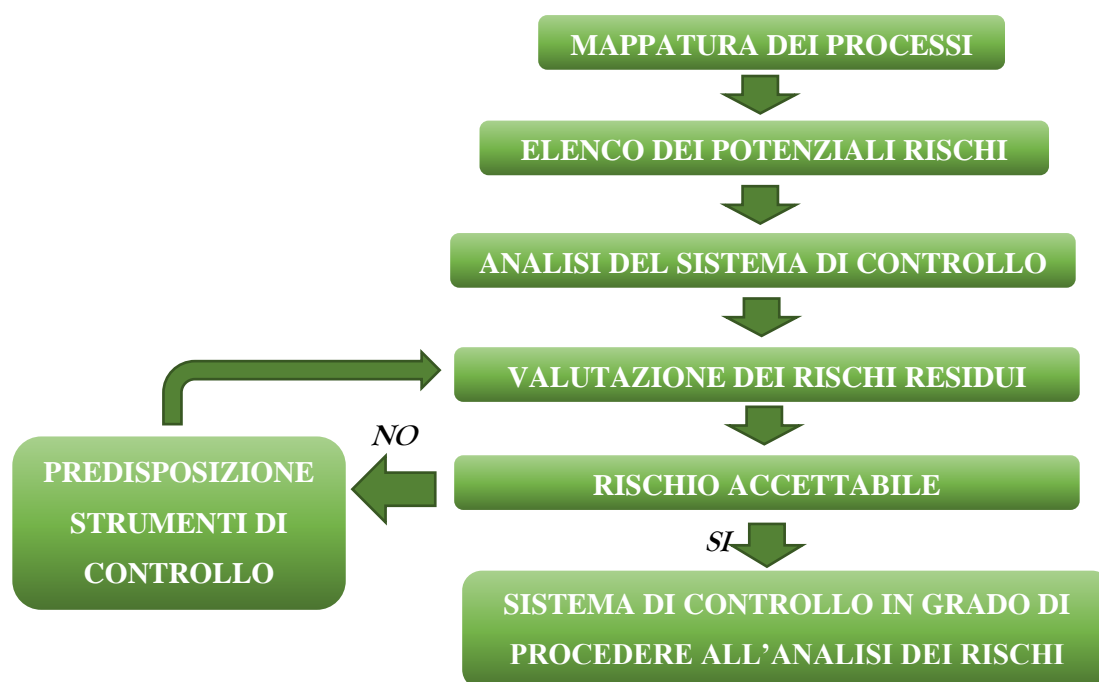 MAPPATURA DEI PROCESSI
ELENCO DEI POTENZIALI RISCHI
ANALISI DEL SISTEMA DI CONTROLLO
VALUTAZIONE DEI RISCHI RESIDUI
NO
PREDISPOSIZIONE
STRUMENTI DI
CONTROLLO
RISCHIO ACCETTABILE
SI
SISTEMA DI CONTROLLO IN GRADO DI
PROCEDERE ALL’ANALISI DEI RISCHI